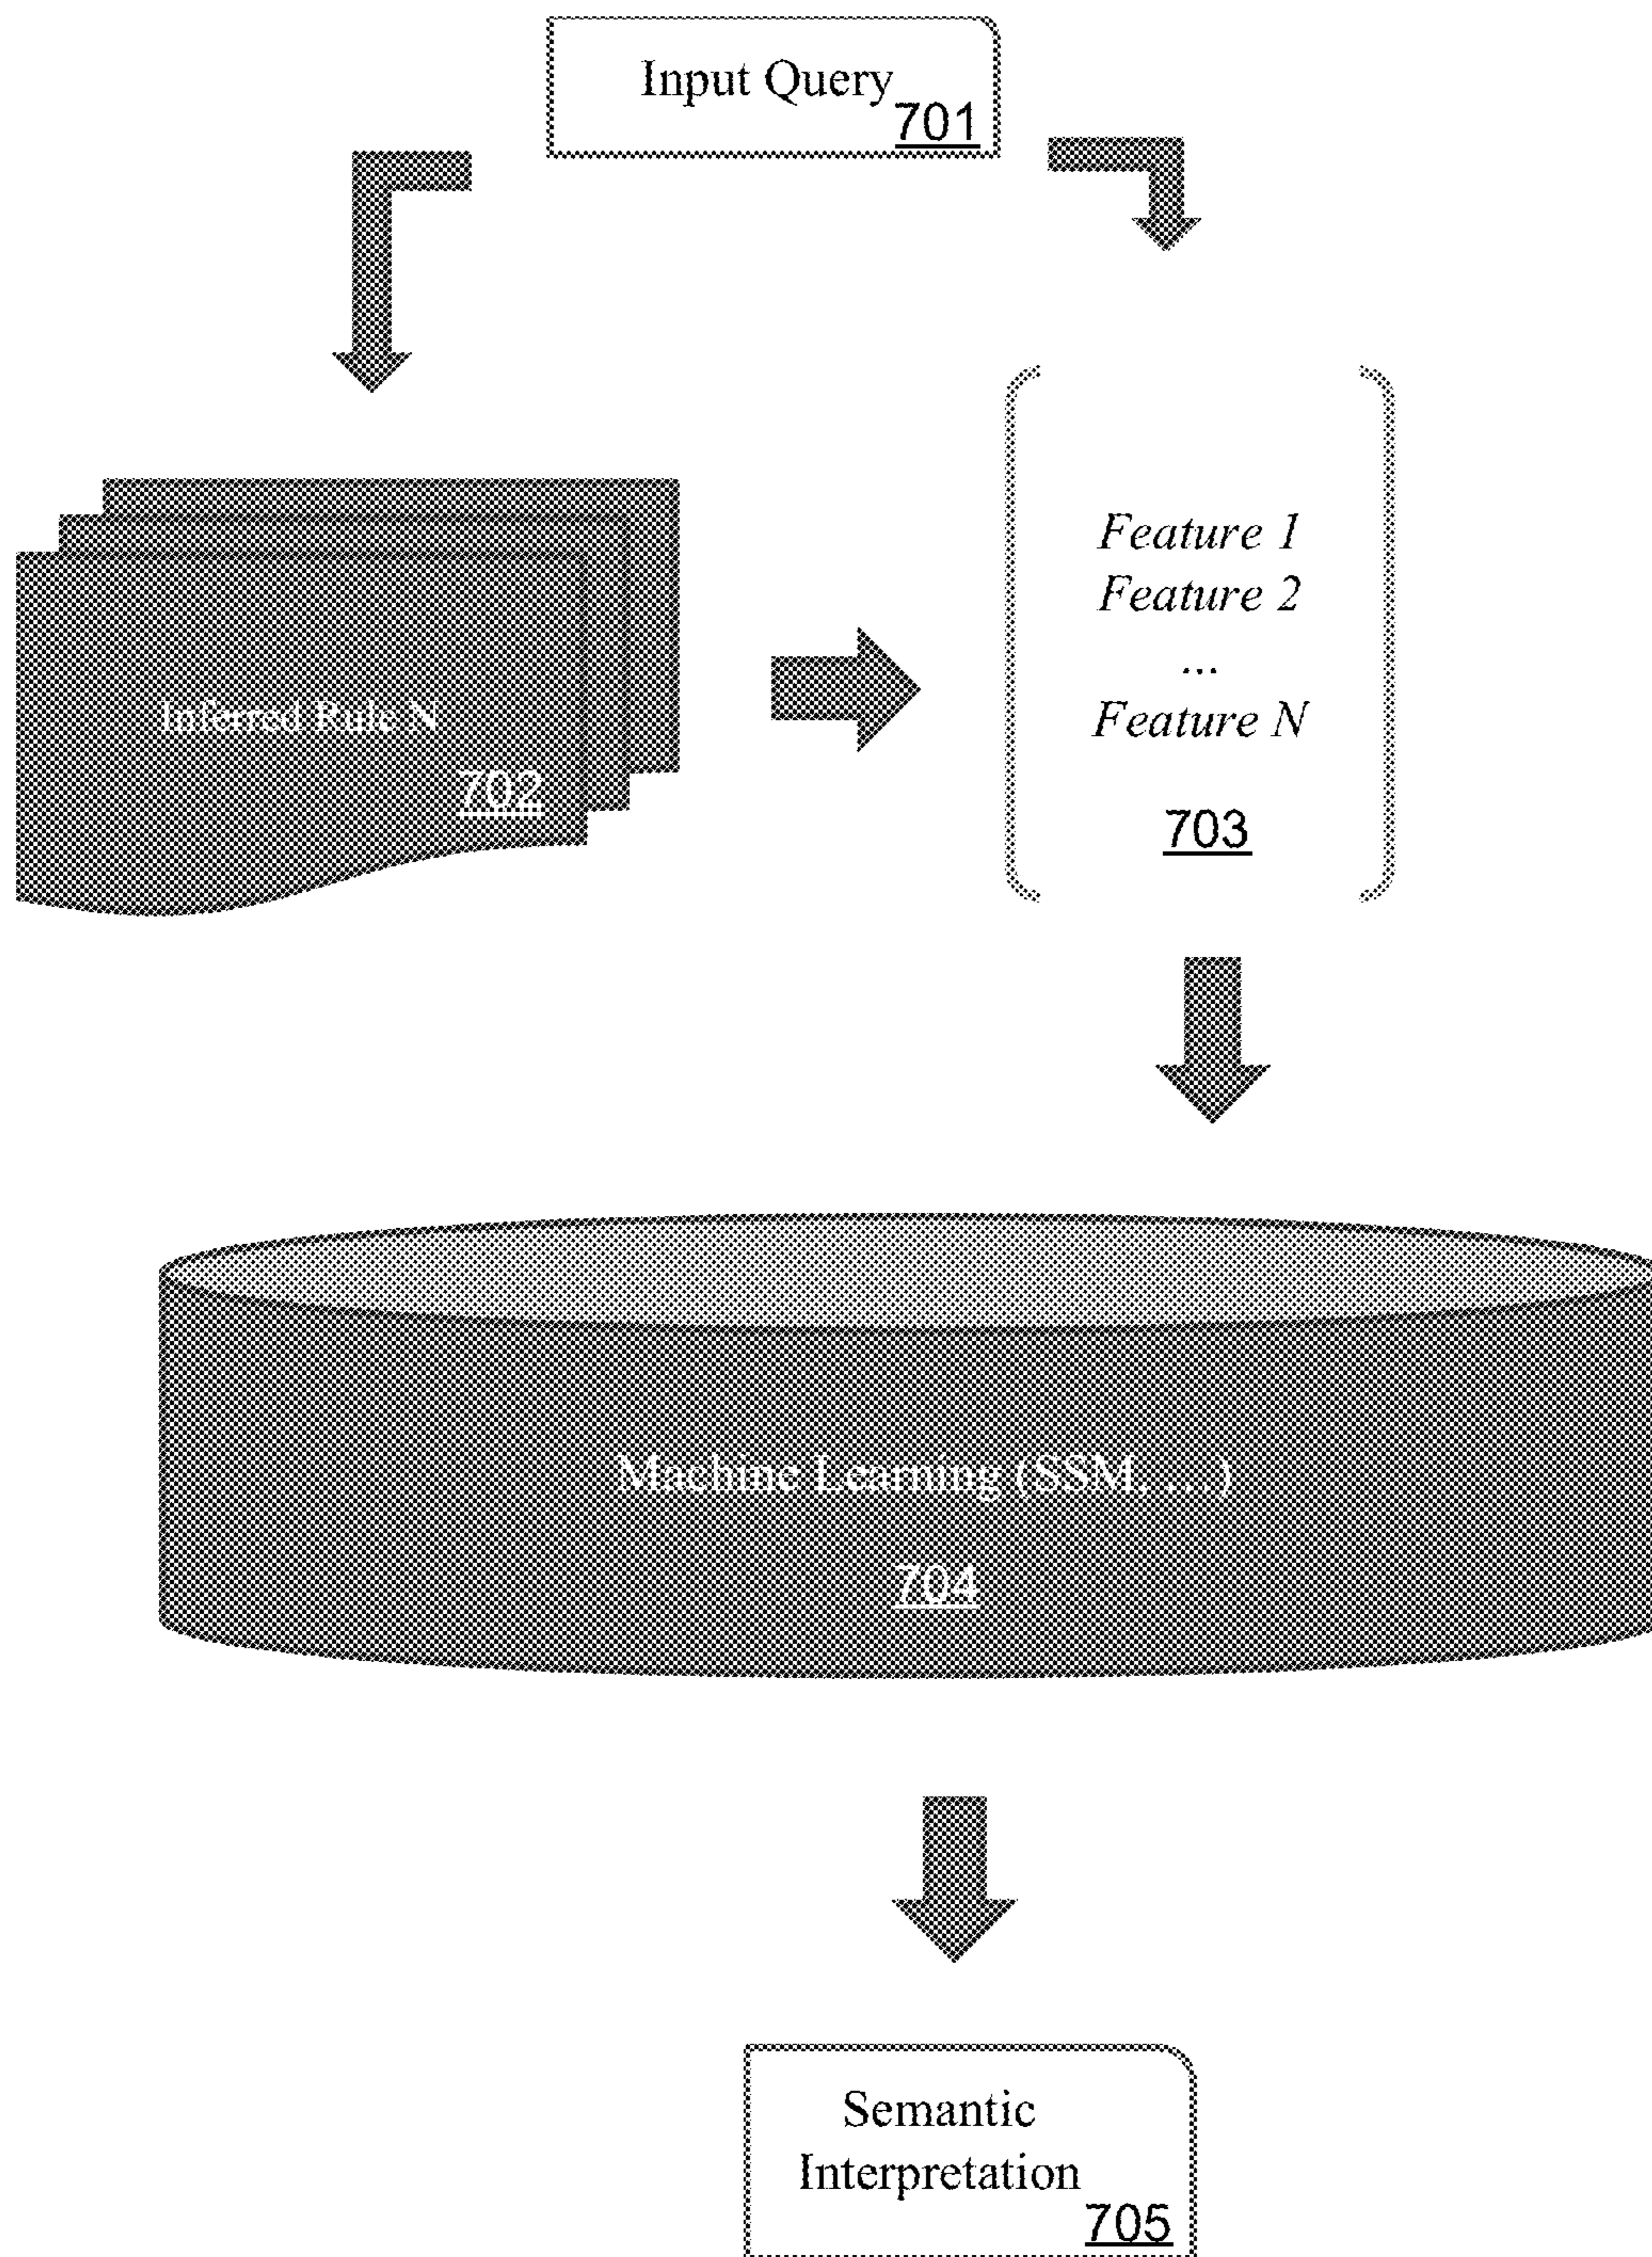 Input Query
701
Inferred Rule N
702
Feature 1
Feature 2
...
Feature N
703
Machine Learning (SSM, ...)
704
Semantic
Interpretation
705